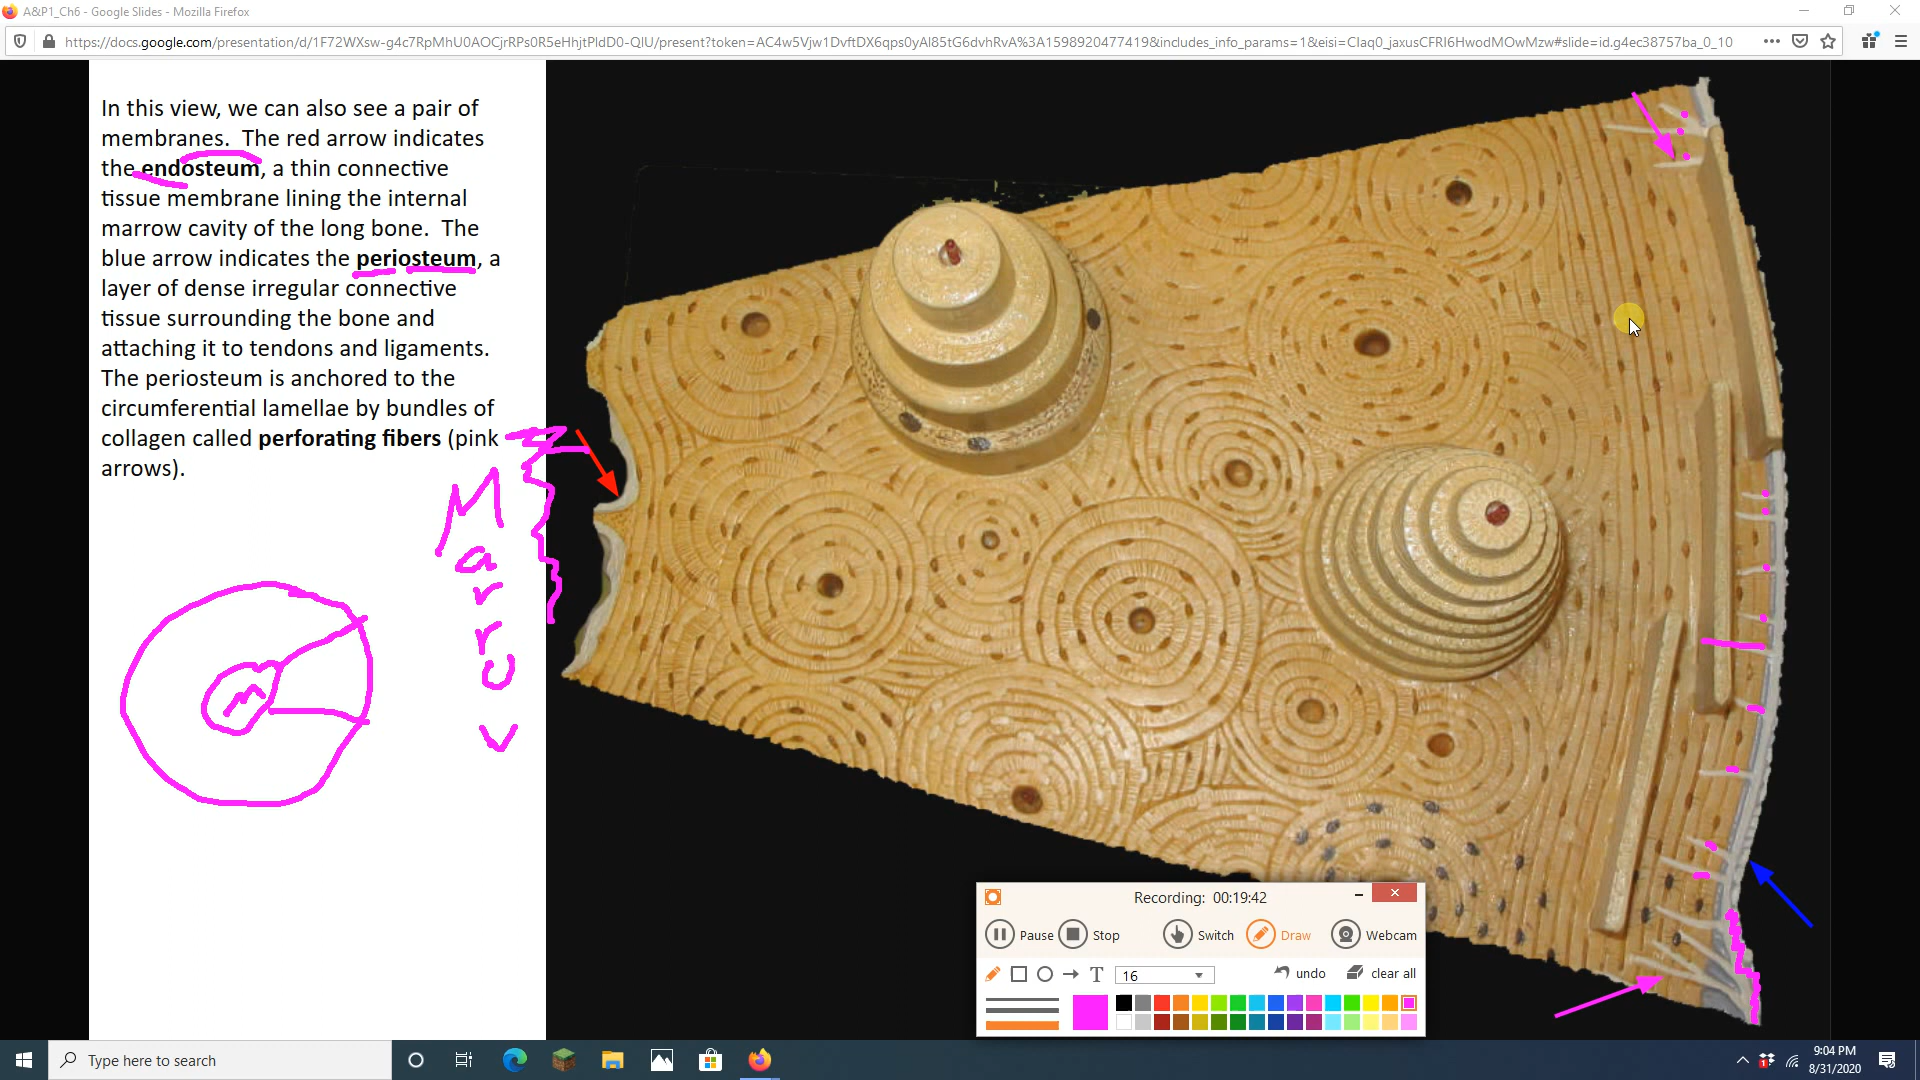 A&P1_Ch6 - Google Slides - Mozilla Firefox
https://docs.google.com/presentation/d/1F72WXsw-g4c7RpMhU0AOCjrRPs0R5eHhjtPldD0-QlU/present?token=AC4w5Vjw1DvftDX6qps0yAl85tG6dvhRvA%3A1598920477419&includes_info_params=1&eisi=CIaq0_jaxusCFRI6HwodMOwMzw#slide=id.g4ec38757ba_0_10
In this view, we can also see a pair of
membranes. The red arrow indicates
the endosteum, a thin connective
tissue membrane lining the internal
marrow cavity of the long bone. The
blue arrow indicates the periosteum, a
layer of dense irregular connective
tissue surrounding the bone and
attaching it to tendons and ligaments.
The periosteum is anchored to the
circumferential lamellae by bundles of
collagen called perforating fibers (pink
arrows).
M
a
r
r
o
M
Recording: 00:19:42
Pause Stop Switch Draw Webcam
T 16 undo clear all
Type here to search
1
9:04 PM
8/31/2020